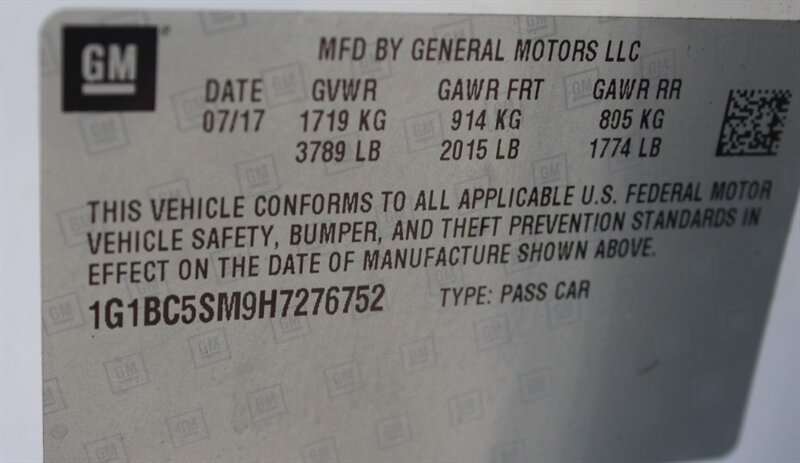 GM
MFD BY GENERAL MOTORS LLC
DATE GVWR GAWR FRT GAWR RR
07/17 1719 KG 914 KG 805 KG
3789 LB 2015 LB 1774 LB
THIS VEHICLE CONFORMS TO ALL APPLICABLE U.S. FEDERAL MOTOR
VEHICLE SAFETY, BUMPER, AND THEFT PREVENTION STANDARDS IN
EFFECT ON THE DATE OF MANUFACTURE SHOWN ABOVE.
1G1BC5SM9H7276752 TYPE: PASS CAR